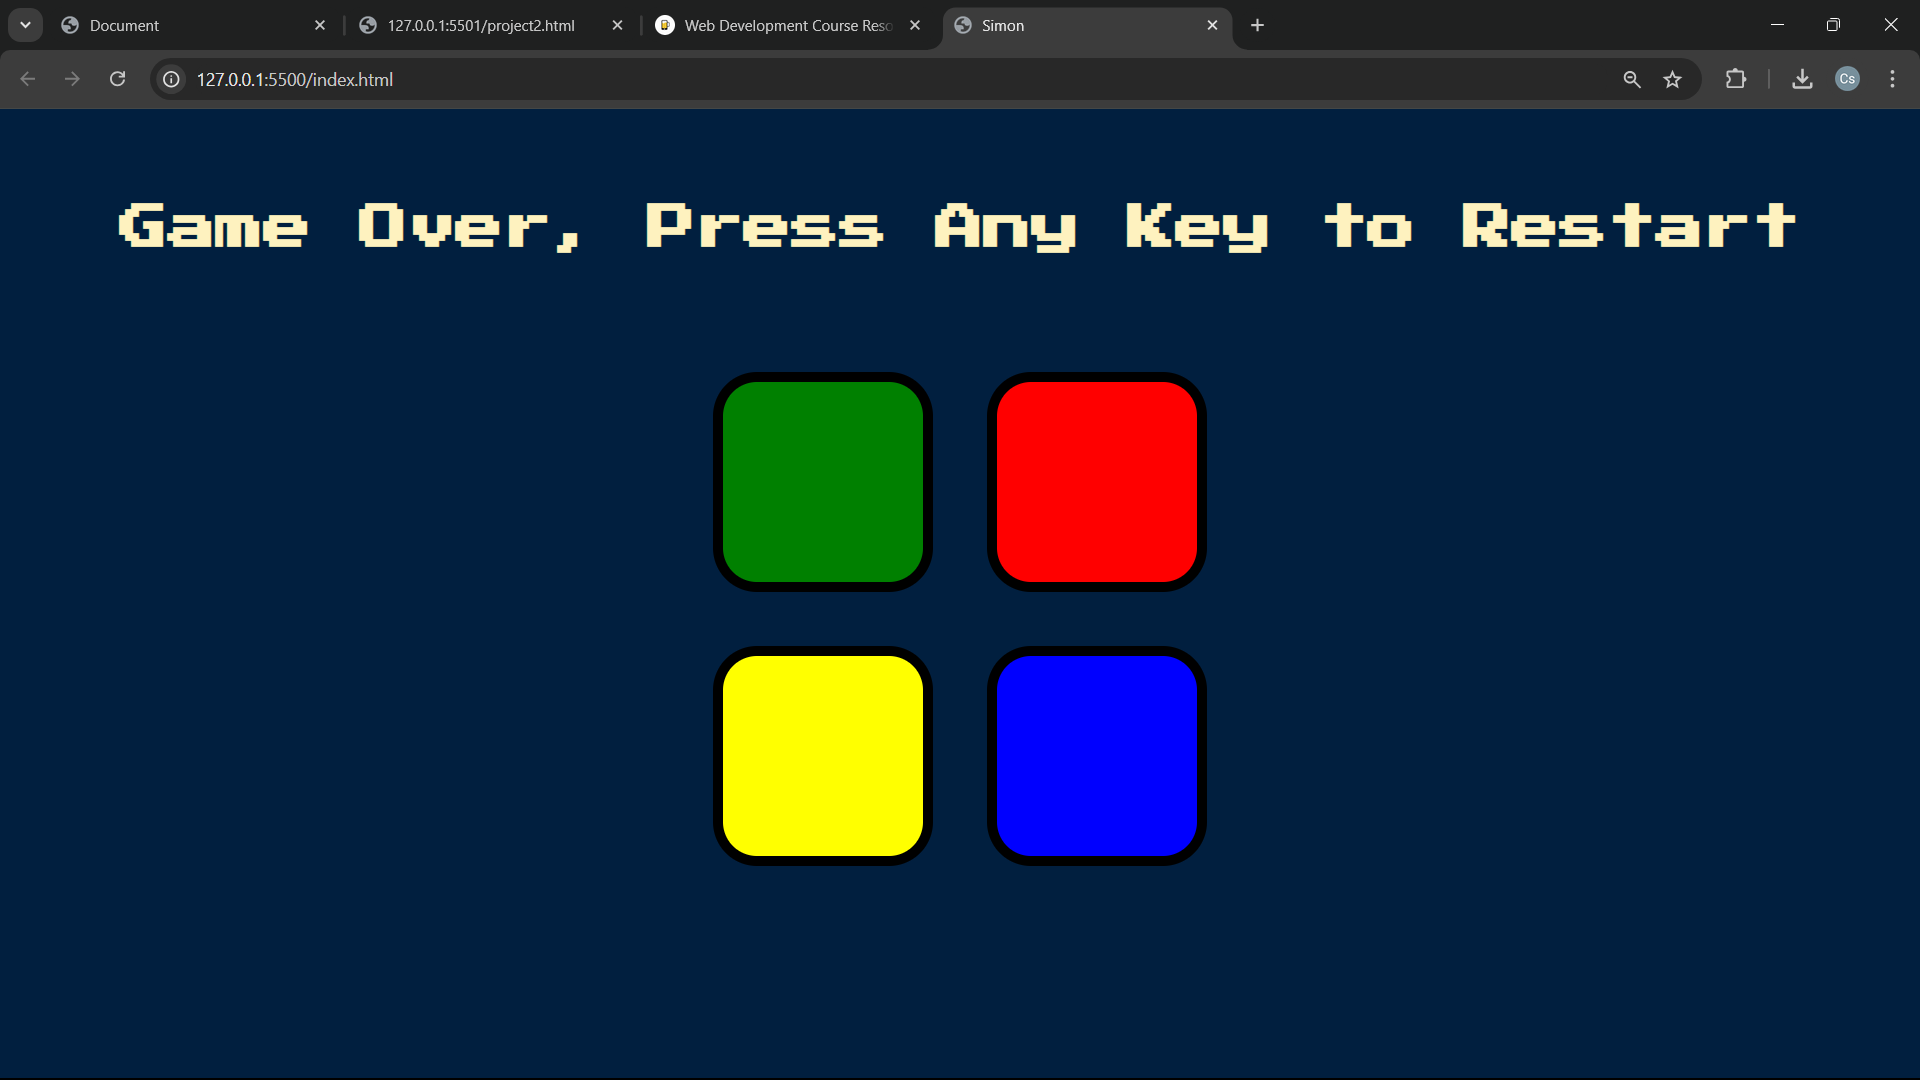 Document
127.0.0.1:5501/project2.html
Web Development Course Reso
Simon
127.0.0.1:5500/index.html
Cs
Game Over, Press Any Key to Restart